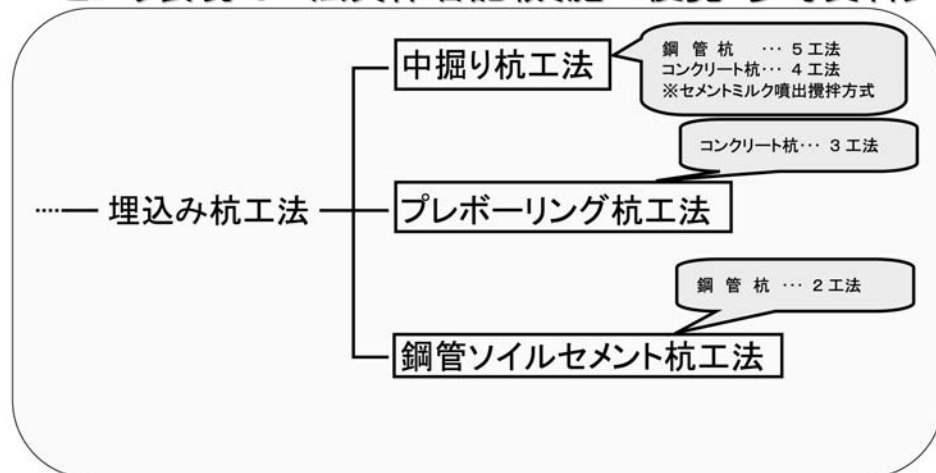 中掘り杭工法
鋼 管 杭 ･･･ 5 工法
コンクリート杭･･･ 4 工法
※セメントミルク噴出攪拌方式
コンクリート杭･･･ 3 工法
埋込み杭工法
プレボーリング杭工法
鋼 管 杭 ･･･ 2 工法
鋼管ソイルセメント杭工法